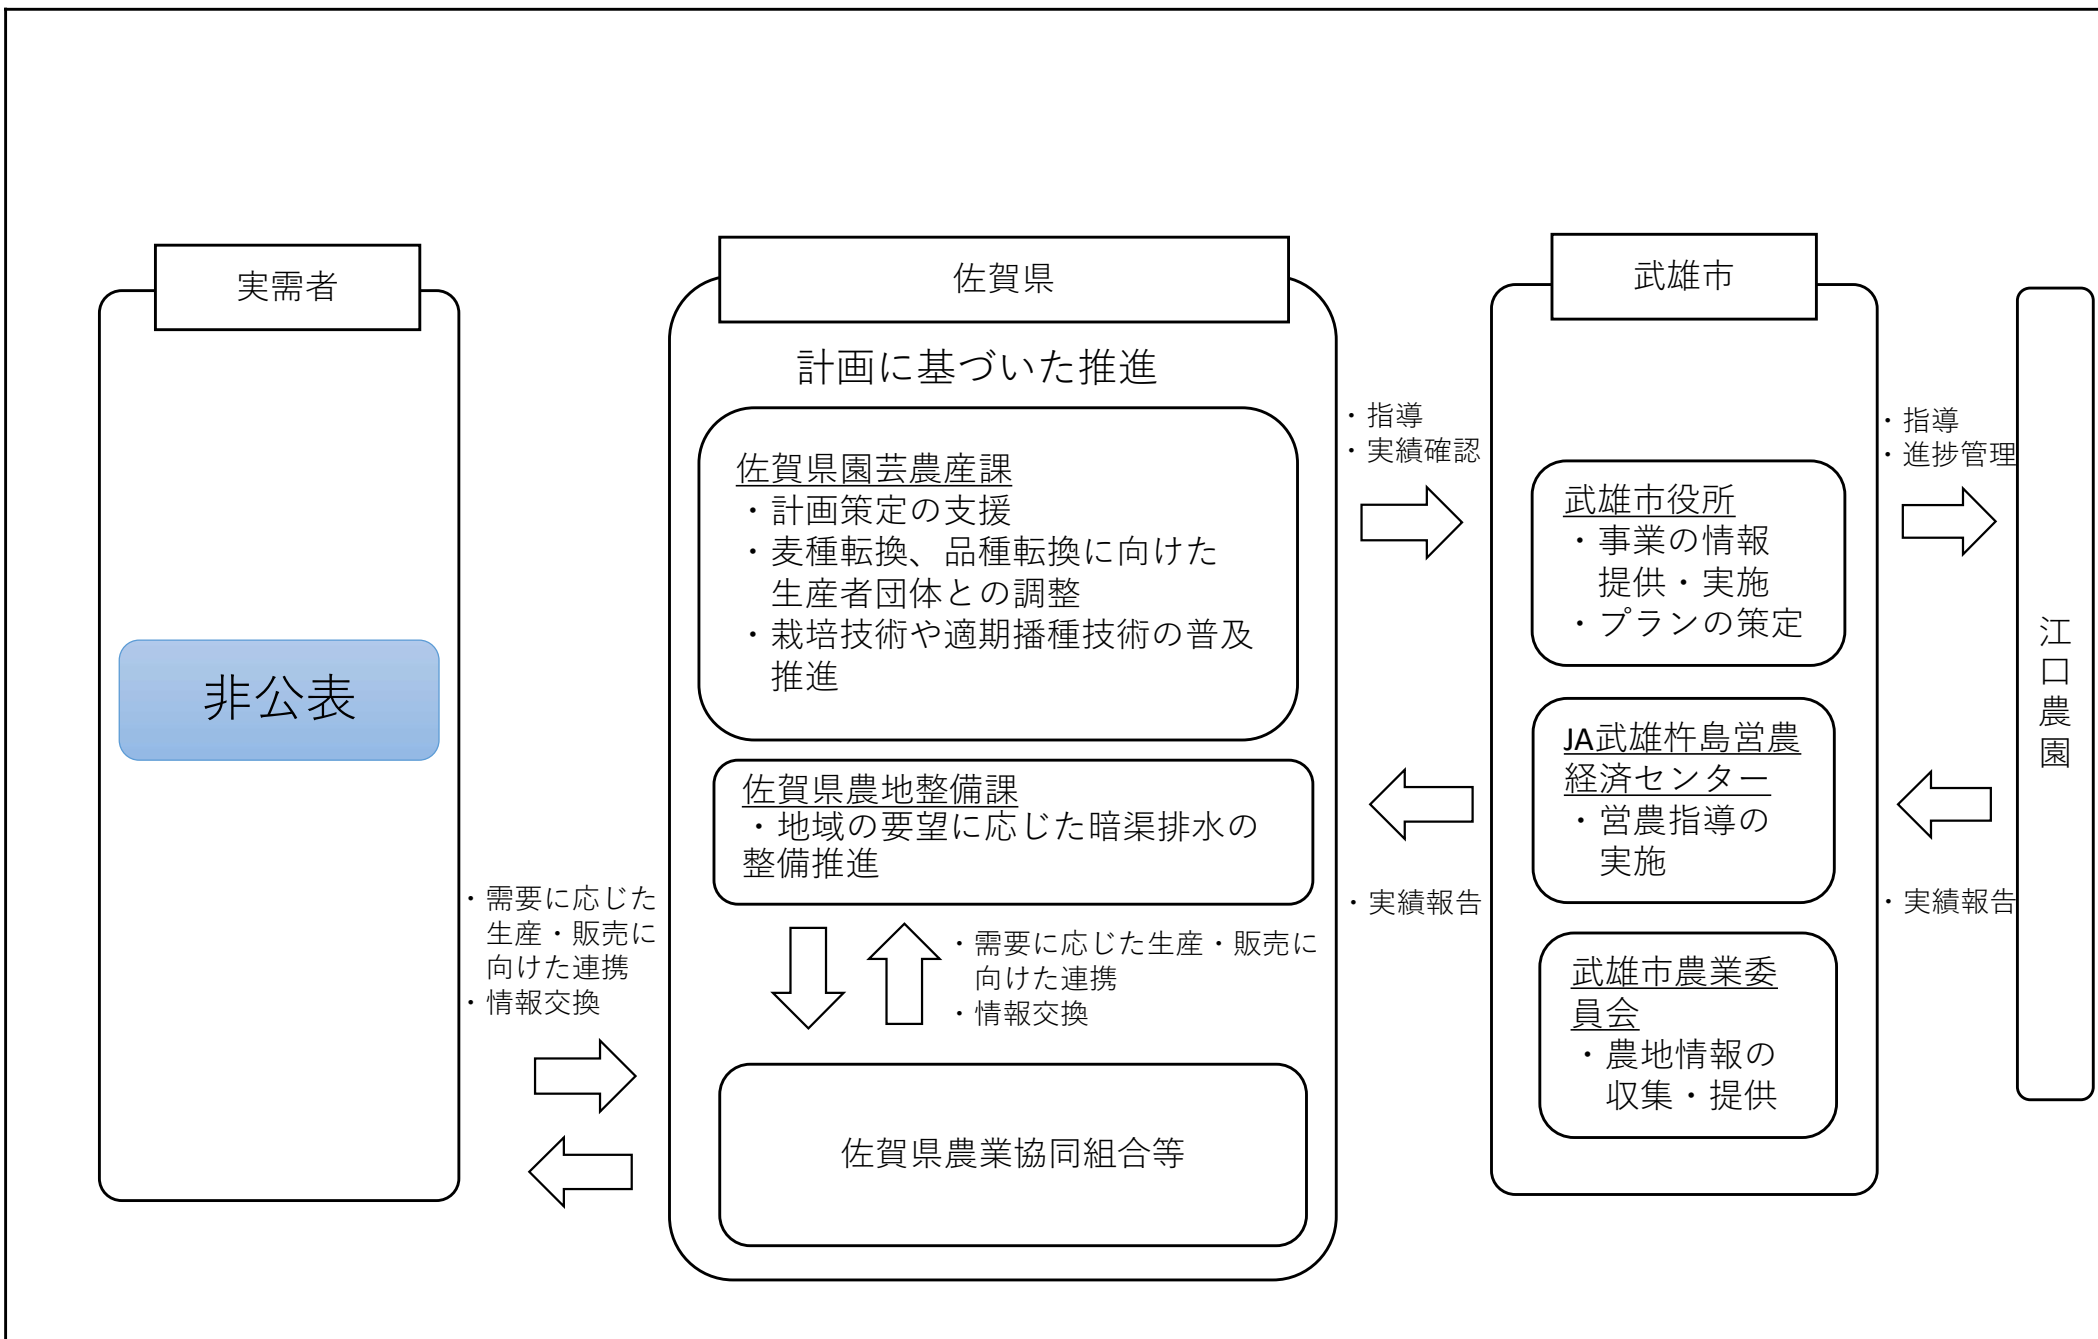 実需者
非公表
・需要に応じた
生産・販売に
向けた連携
・情報交換
佐賀県
計画に基づいた推進
佐賀県園芸農産課
・計画策定の支援
・麦種転換、品種転換に向けた
生産者団体との調整
・栽培技術や適期播種技術の普及
推進
佐賀県農地整備課
・地域の要望に応じた暗渠排水の
整備推進
・需要に応じた生産・販売に
向けた連携
・情報交換
佐賀県農業協同組合等
・指導
・実績確認
・実績報告
武雄市
武雄市役所
・事業の情報
提供・実施
・プランの策定
JA武雄杵島営農
経済センター
・営農指導の
実施
武雄市農業委
員会
・農地情報の
収集・提供
・指導
・進捗管理
・実績報告
江口農園